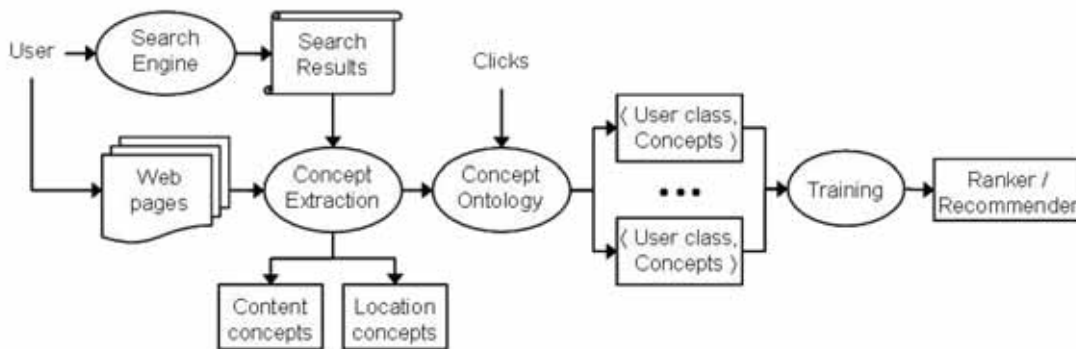 User
Search
Engine
Search
Results
Clicks
Web
pages
Concept
Extraction
Concept
Ontology
⟨ User class,
Concepts ⟩
•••
⟨ User class,
Concepts ⟩
Training
Ranker /
Recommender
Content
concepts
Location
concepts